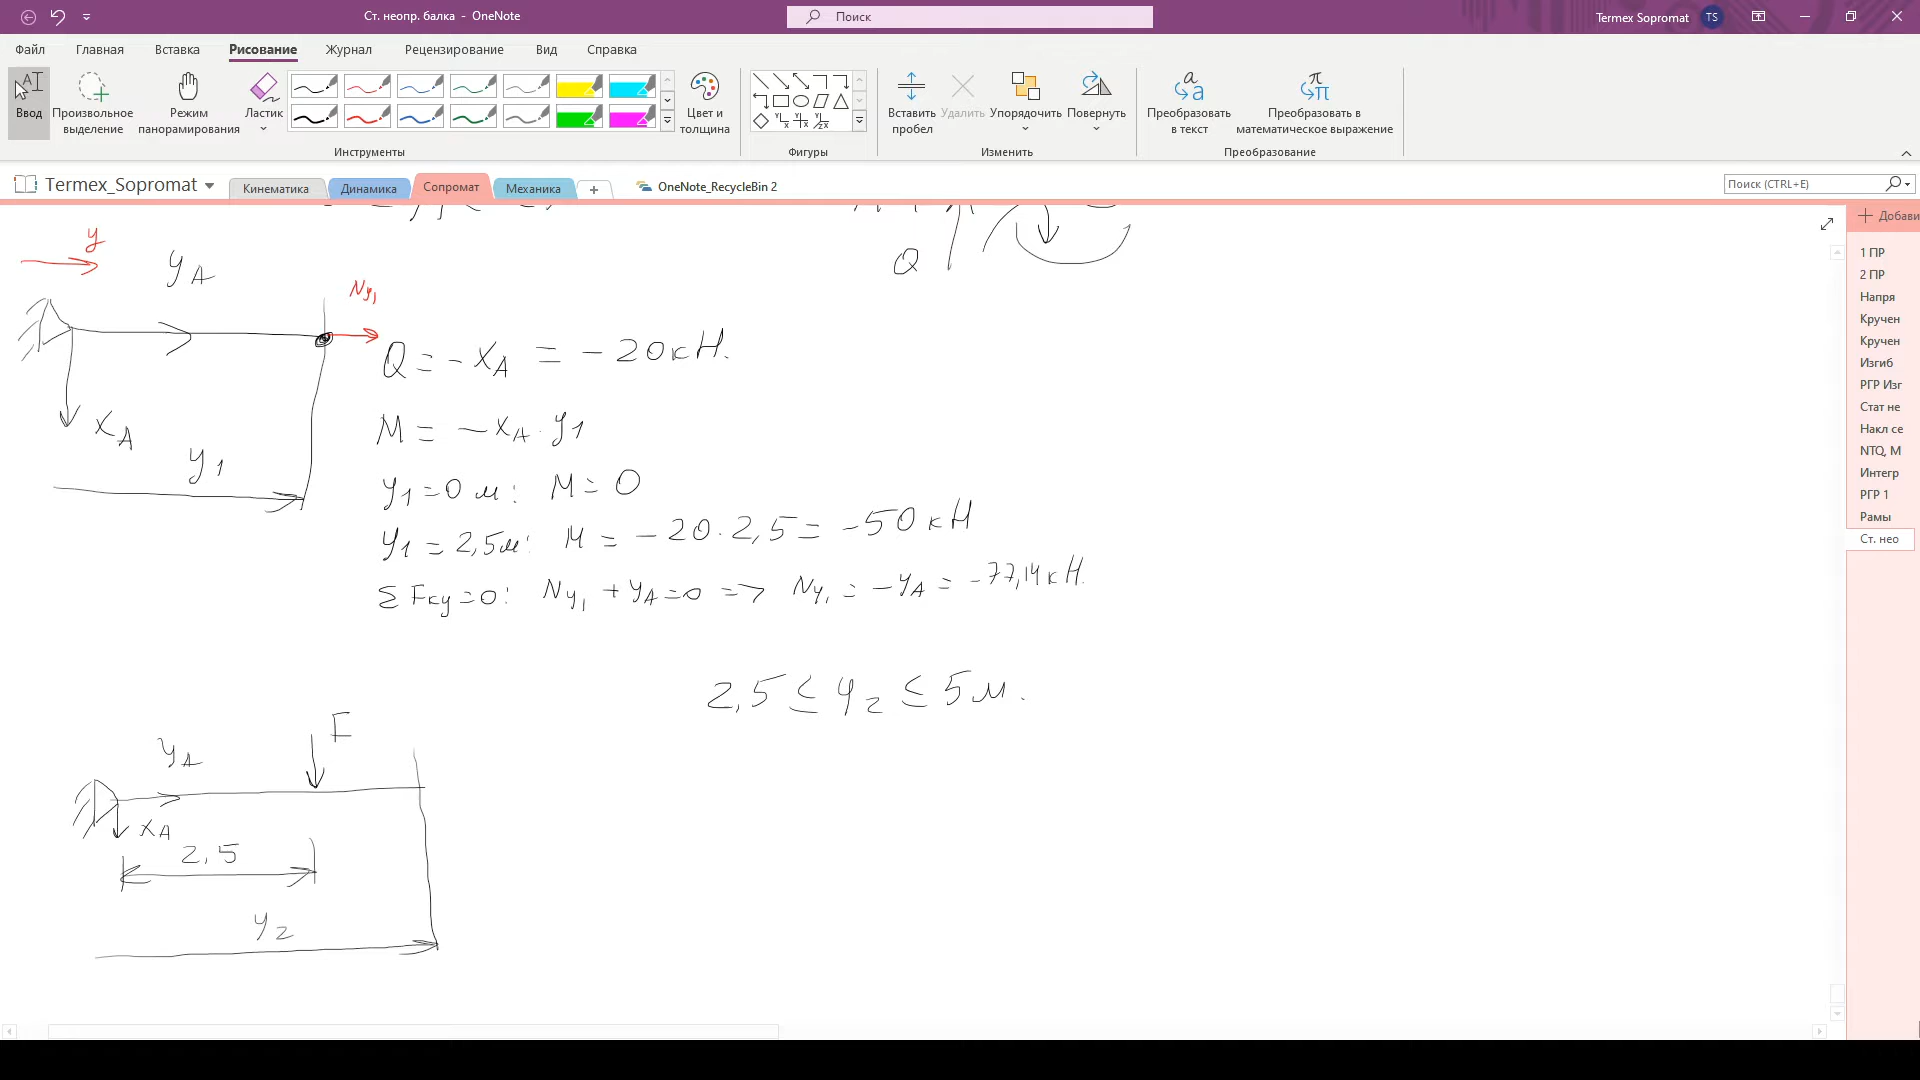 Ст. неопр. балка - OneNote
Поиск
Termex Sopromat
TS
Файл
Главная
Вставка
Рисование
Журнал
Рецензирование
Вид
Справка
Ввод
Произвольное выделение
Режим панорамирования
Ластик
Цвет и толщина
Вставить пробел
Удалить
Упорядочить
Повернуть
Преобразовать в текст
Преобразовать в математическое выражение
Инструменты
Фигуры
Изменить
Преобразование
Termex_Sopromat
Кинематика
Динамика
Сопромат
Механика
OneNote_RecycleBin 2
Поиск (CTRL+E)
Добави
1 ПР
2 ПР
Напря
Кручен
Кручен
Изгиб
РГР Изг
Стат не
Накл се
NTQ, M
Интегр
РГР 1
Рамы
Ст. нео
y
y_A
N_y₁
Q
x_A
y₁
Q = - x_A = - 20 кН.
M = - x_A · y₁
y₁ = 0 м: M = 0
y₁ = 2,5м: M = - 20 · 2,5 = - 50 кН
Σ F_ky = 0: N_y₁ + y_A = 0 => N_y₁ = - y_A = - 77,14 кН.
2,5 ≤ y₂ ≤ 5 м.
y_A
F
x_A
2,5
y₂